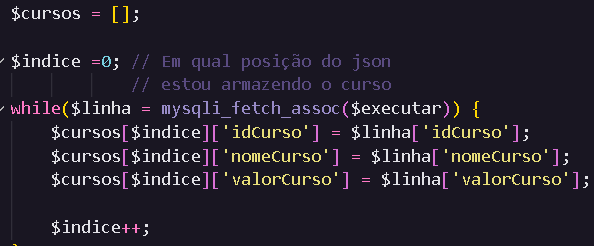 $cursos = [];
$indice =0; // Em qual posição do json
// estou armazendo o curso
while($linha = mysqli_fetch_assoc($executar)) {
$cursos[$indice]['idCurso'] = $linha['idCurso'];
$cursos[$indice]['nomeCurso'] = $linha['nomeCurso'];
$cursos[$indice]['valorCurso'] = $linha['valorCurso'];
$indice++;